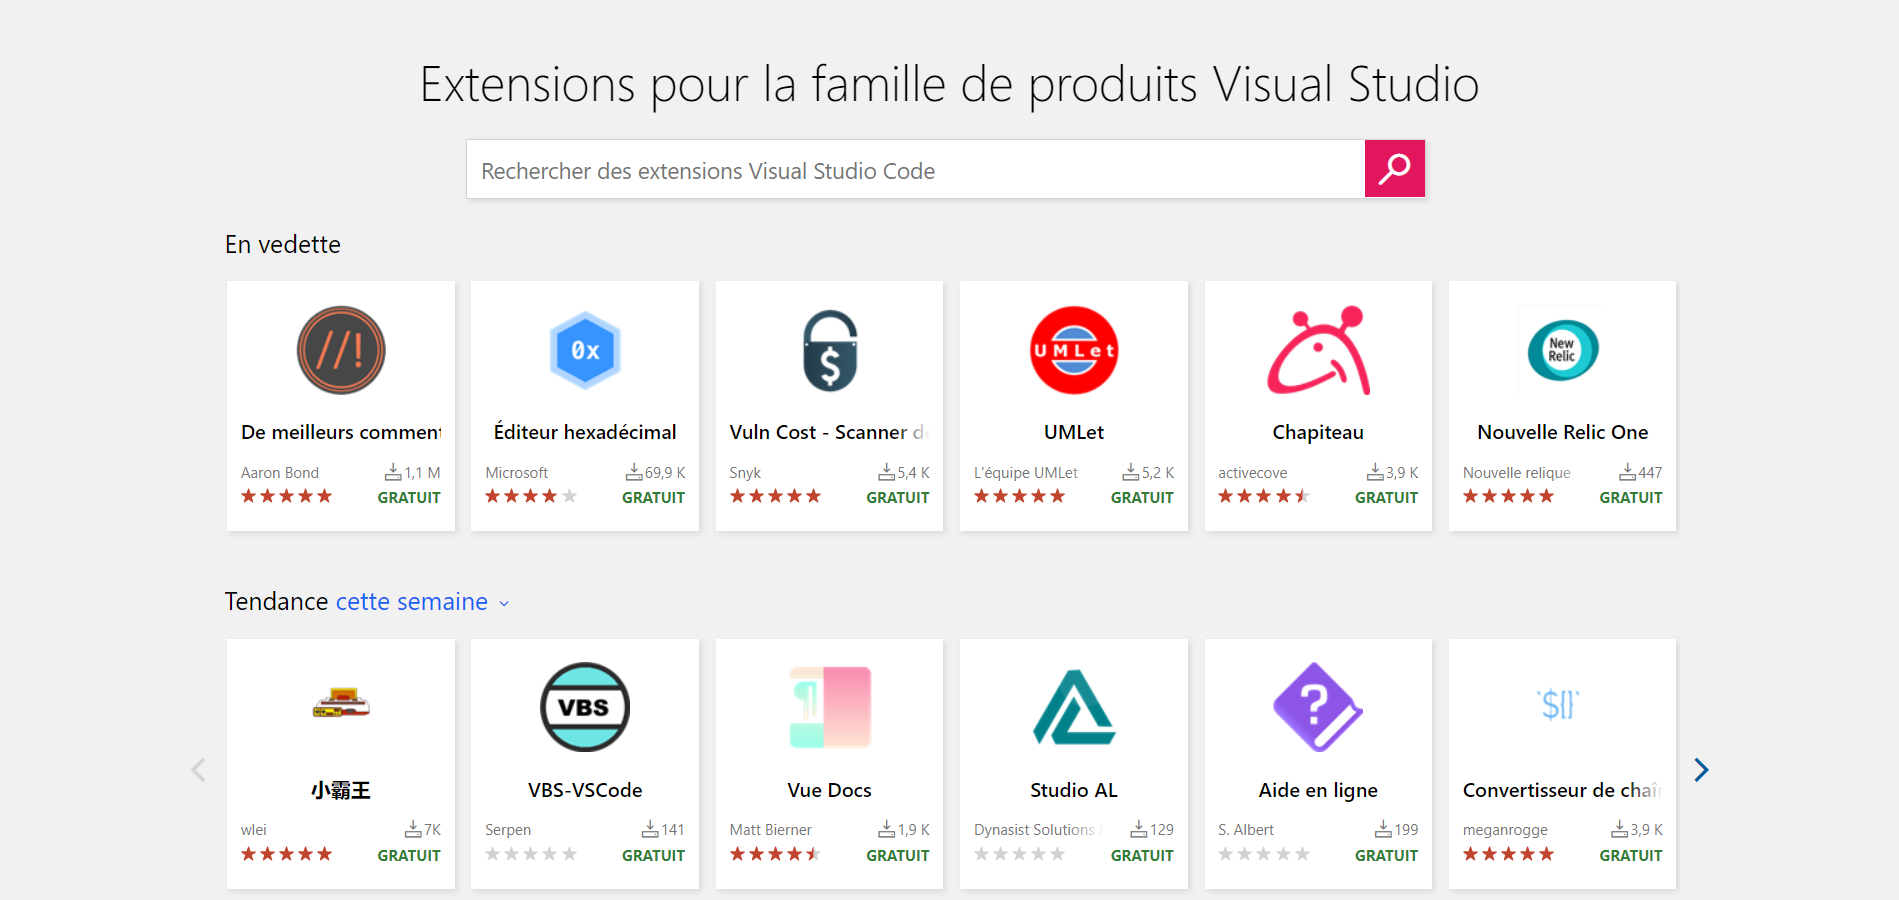 Extensions pour la famille de produits Visual Studio
Rechercher des extensions Visual Studio Code
En vedette
//!
0x
$
UMLet
New
Relic
De meilleurs comment
Éditeur hexadécimal
Vuln Cost - Scanner de
UMLet
Chapiteau
Nouvelle Relic One
Aaron Bond 1,1 M
Microsoft 69,9 K
Snyk 5,4 K
L'équipe UMLet 5,2 K
activecove 3,9 K
Nouvelle relique 447
GRATUIT
GRATUIT
GRATUIT
GRATUIT
GRATUIT
GRATUIT
Tendance cette semaine
VBS
?
`${}`
小霸王
VBS-VSCode
Vue Docs
Studio AL
Aide en ligne
Convertisseur de chaî
wlei 7K
Serpen 141
Matt Bierner 1,9 K
Dynasist Solutions 129
S. Albert 199
meganrogge 3,9 K
GRATUIT
GRATUIT
GRATUIT
GRATUIT
GRATUIT
GRATUIT